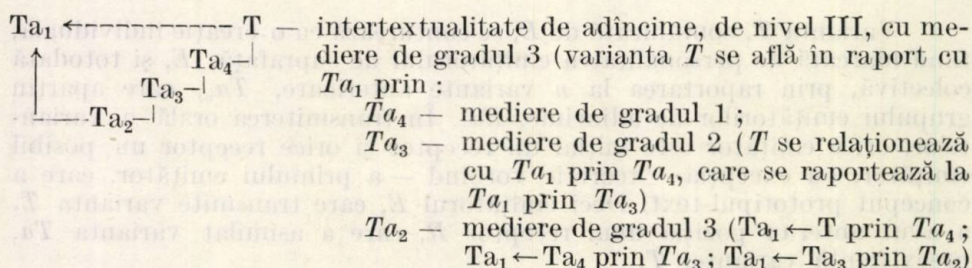 Ta₁ ←-------- T — intertextualitate de adîncime, de nivel III, cu me-
diere de gradul 3 (varianta T se află în raport cu
Ta₄ Ta₁ prin :
Ta₃
Ta₄ — mediere de gradul 1 ;
Ta₂
Ta₃ — mediere de gradul 2 (T se relaţionează
cu Ta₁ prin Ta₄, care se raportează la
Ta₁ prin Ta₃)
Ta₂ — mediere de gradul 3 (Ta₁ ← T prin Ta₄ ;
Ta₁ ← Ta₄ prin Ta₃ ; Ta₁ ← Ta₃ prin Ta₂)